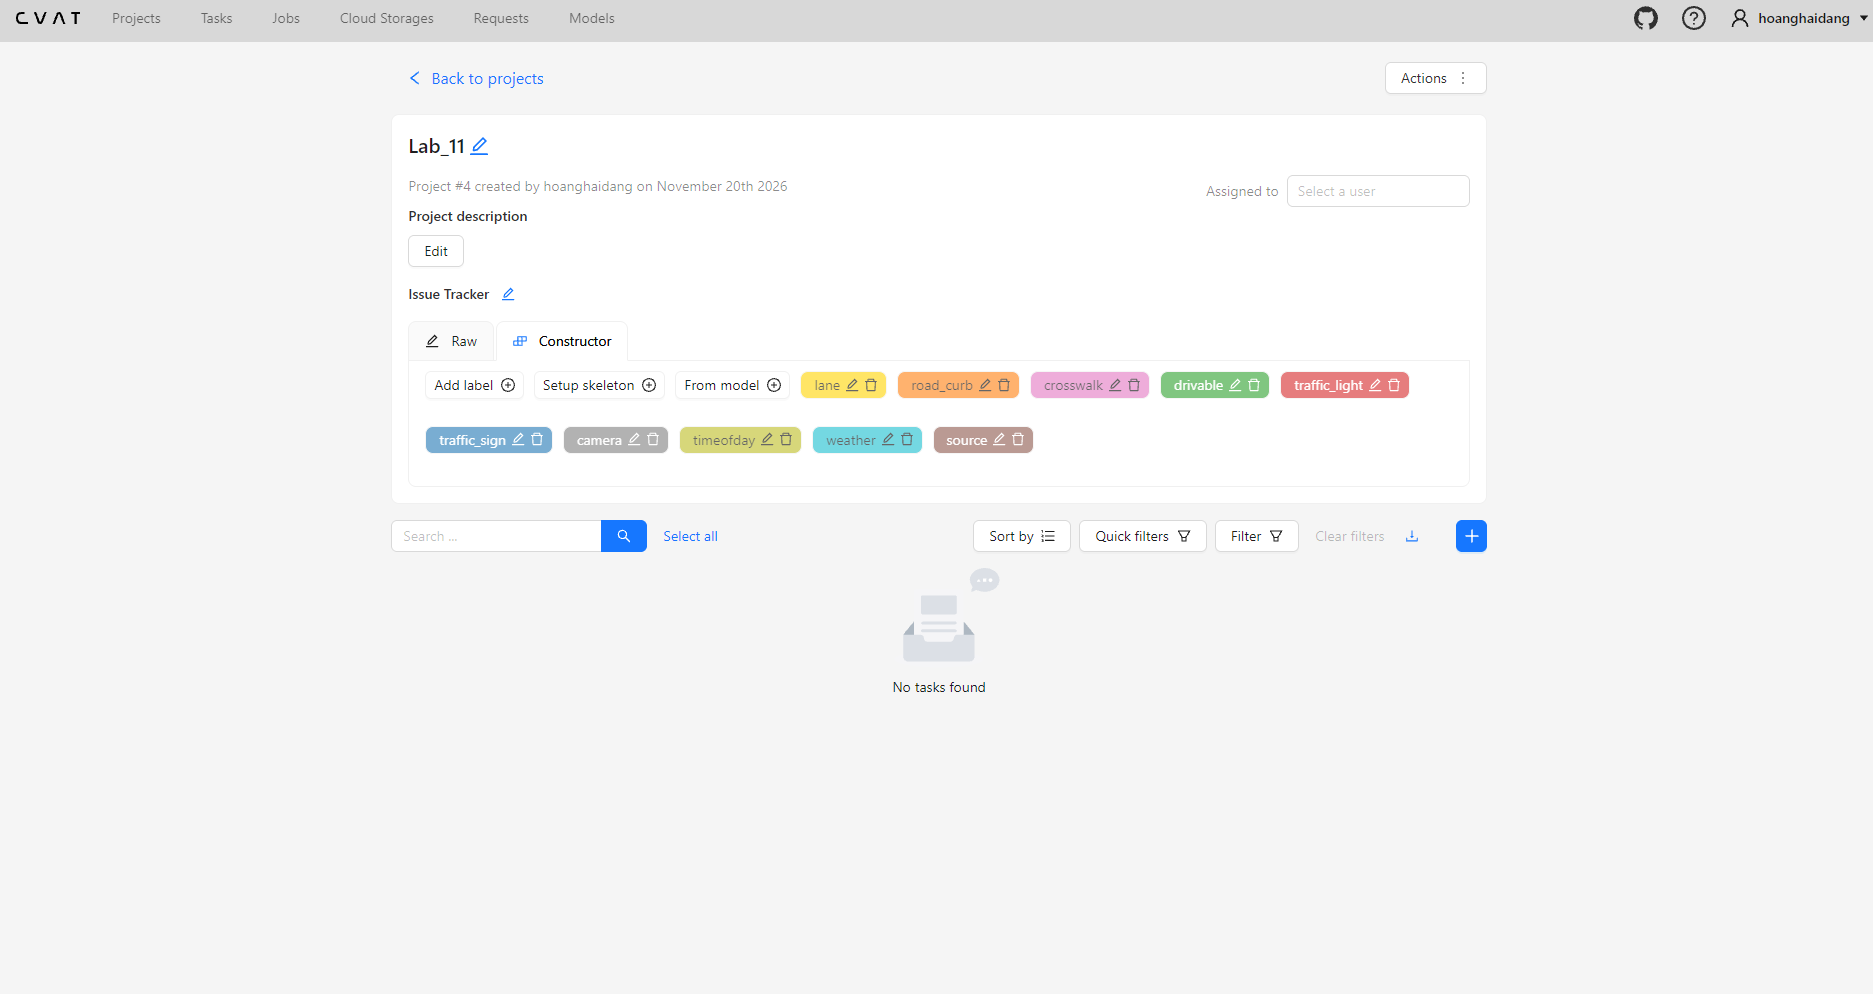 CVAT Projects Tasks Jobs Cloud Storages Requests Models hoanghaidang
Back to projects Actions
Lab_11
Project #4 created by hoanghaidang on November 20th 2026
Assigned to Select a user
Project description
Edit
Issue Tracker
Raw Constructor
Add label Setup skeleton From model lane road_curb crosswalk drivable traffic_light
traffic_sign camera timeofday weather source
Search ... Select all Sort by Quick filters Filter Clear filters
No tasks found